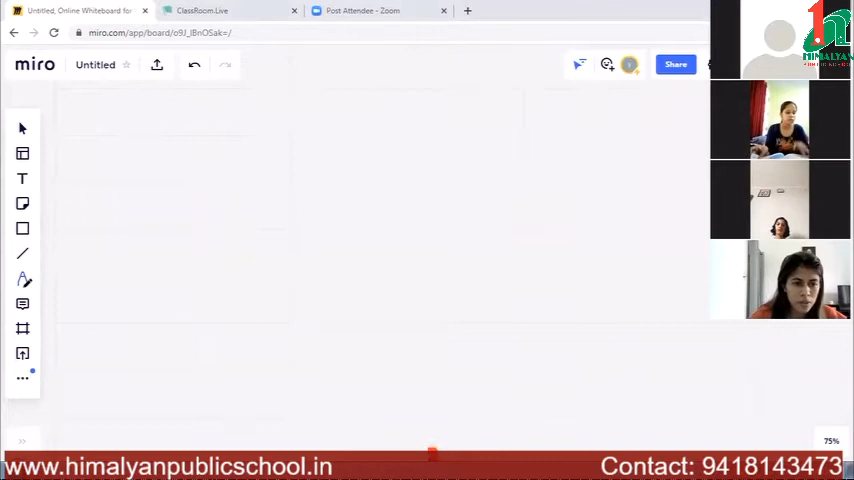 Untitled, Online Whiteboard for
ClassRoom.Live
Post Attendee - Zoom
miro.com/app/board/o9J_lBnOSak=/
miro
Untitled
Share
HIMALYAN
75%
www.himalyanpublicschool.in
Contact: 9418143473